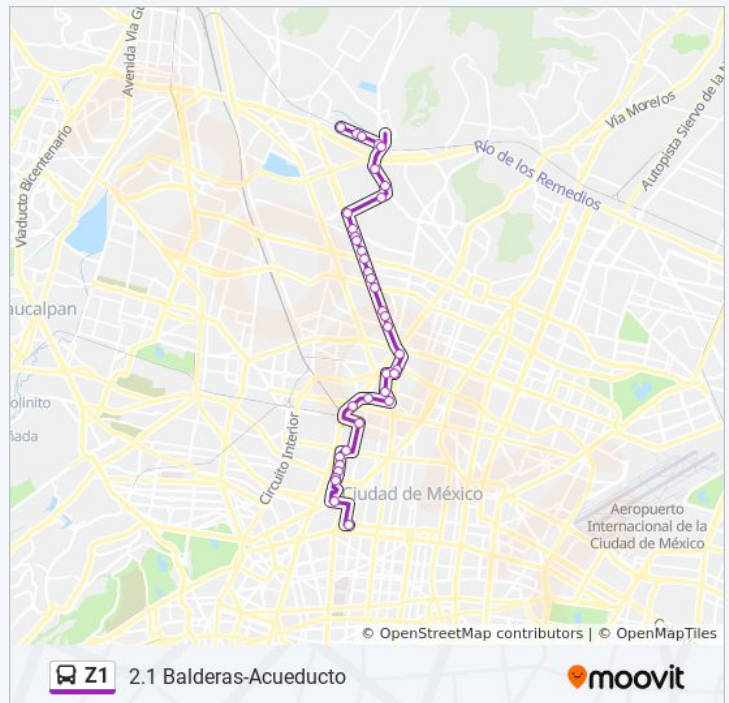 Avenida Vía Gu
Vía Morelos
Autopista Siervo de la
Río de los Remedios
Viaducto Bicentenario
aucalpan
olinito
ñada
Circuito Interior
Ciudad de México
Aeropuerto
Internacional de la
Ciudad de México
© OpenStreetMap contributors | © OpenMapTiles
Z1 2.1 Balderas-Acueducto
moovit